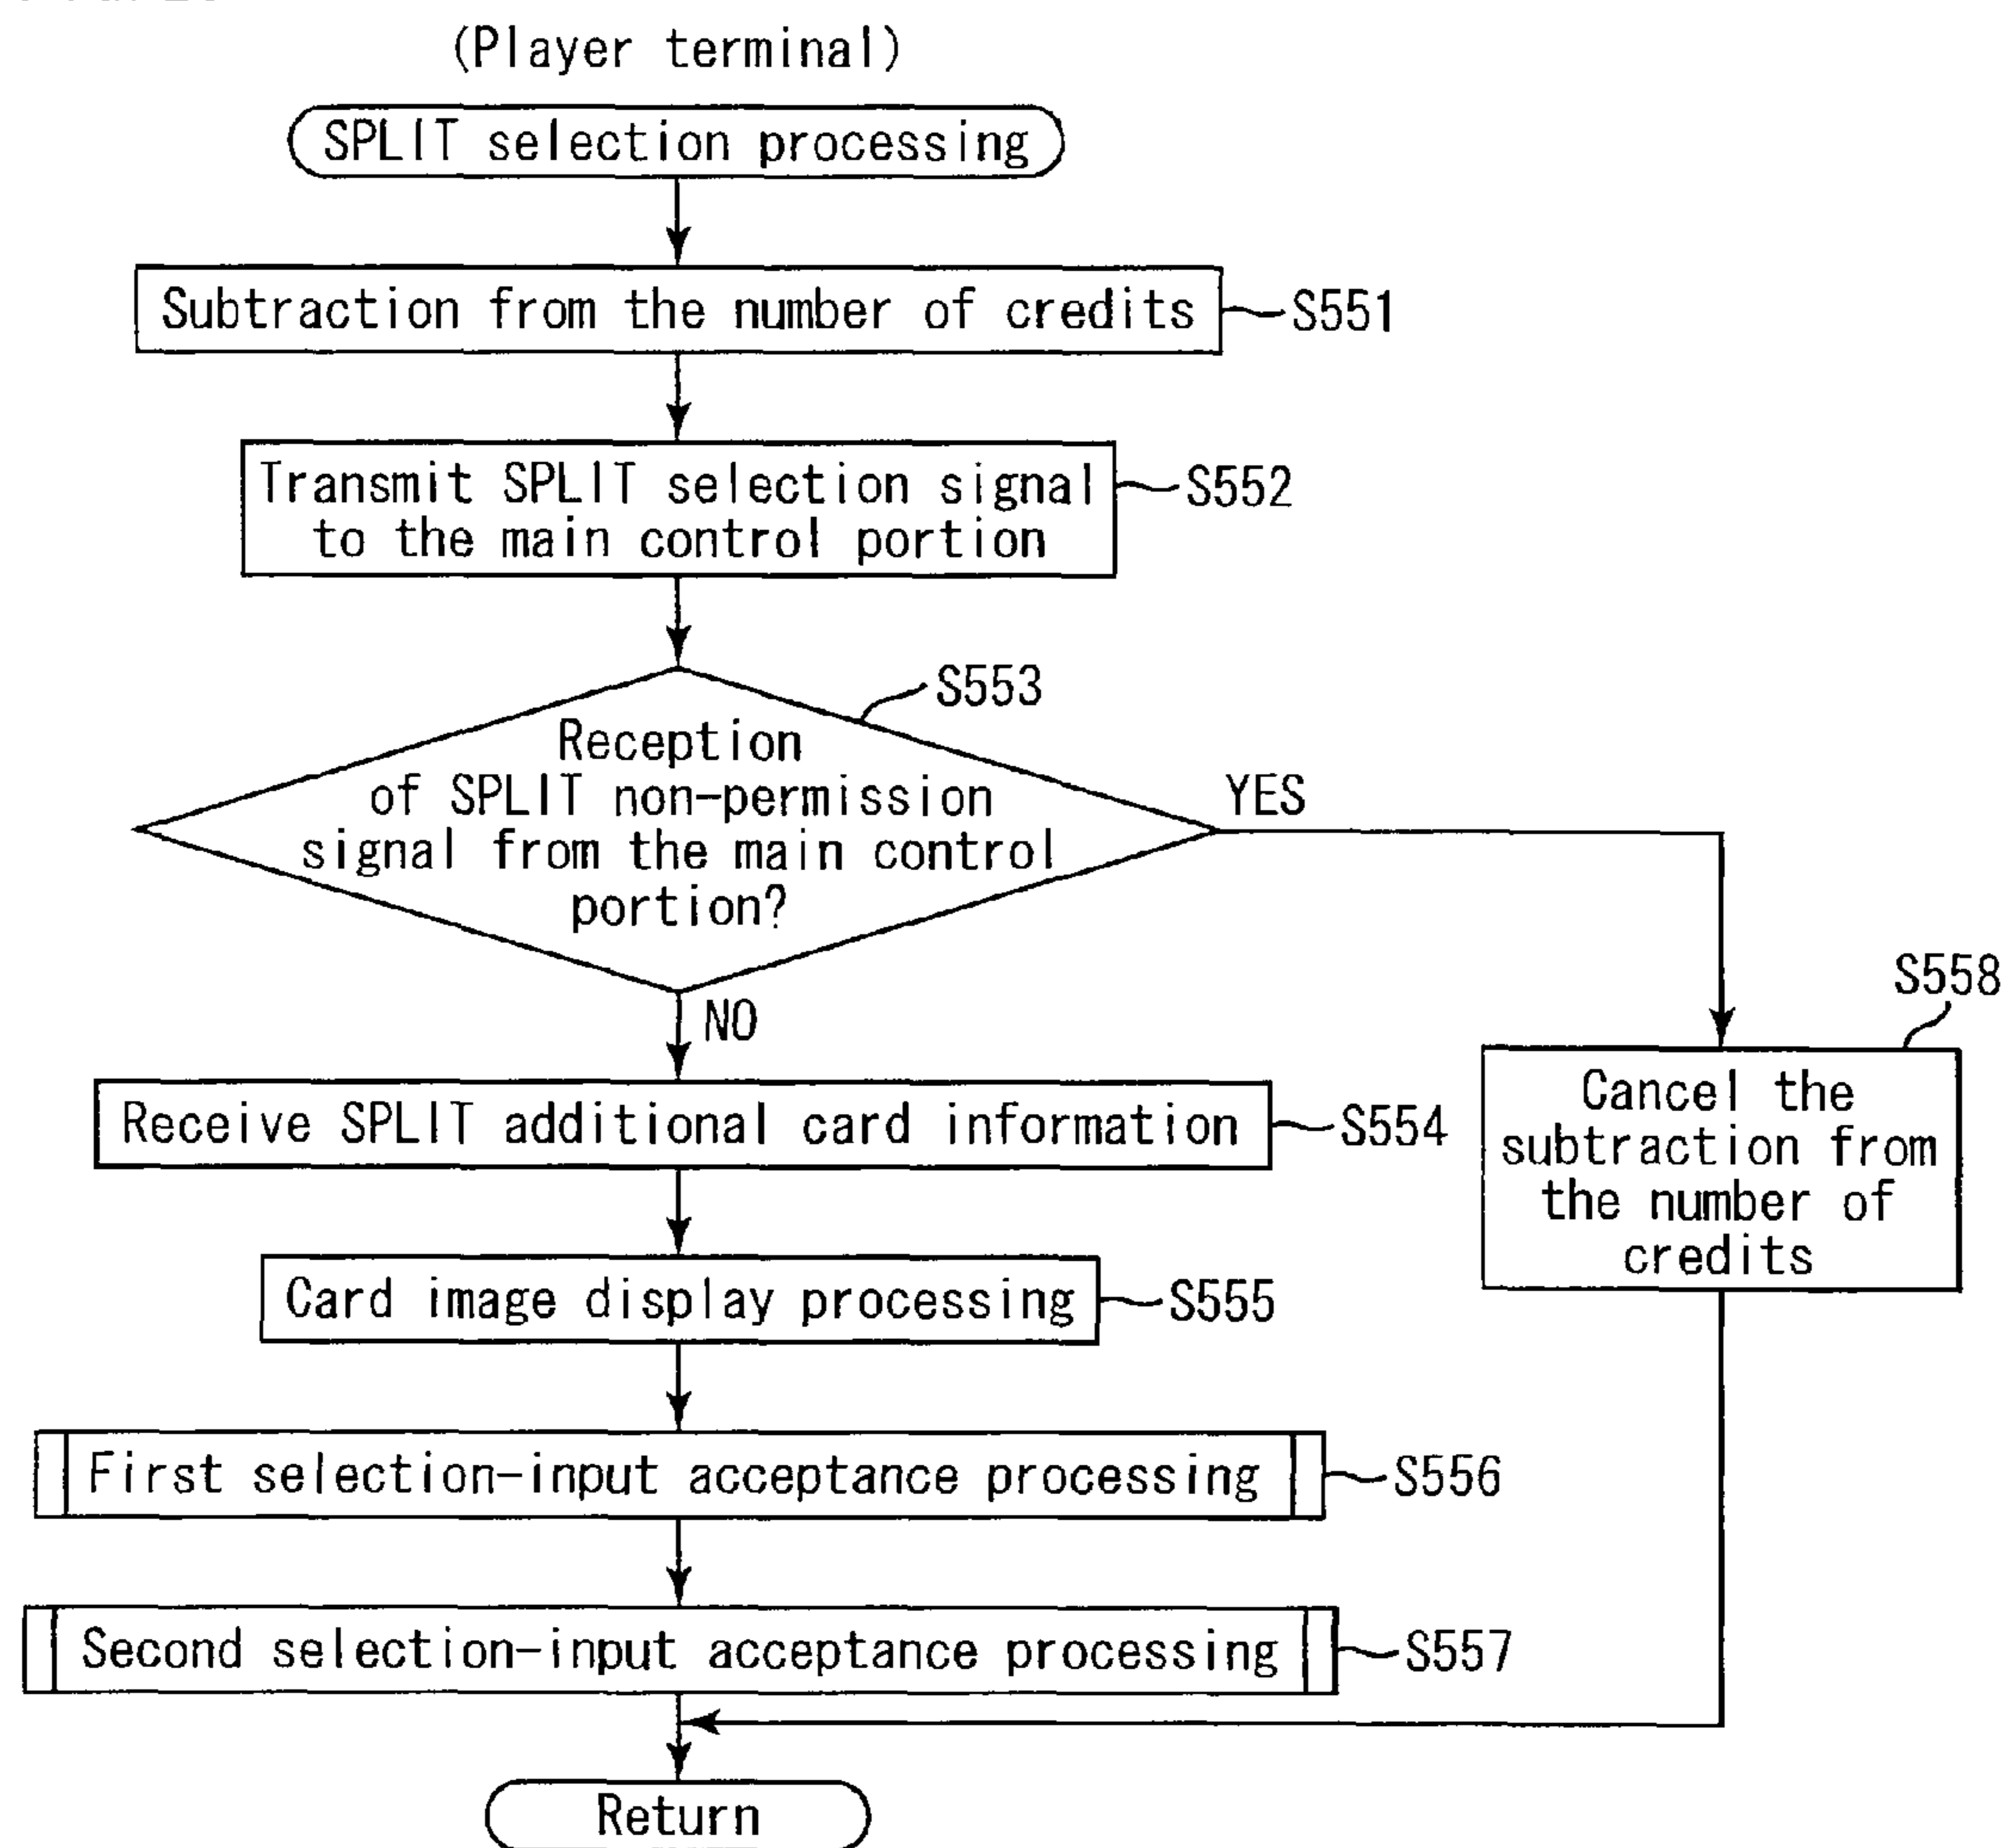 (Player terminal)
SPLIT selection processing
Subtraction from the number of credits
S551
Transmit SPLIT selection signal
to the main control portion
S552
S553
Reception
of SPLIT non-permission
signal from the main control
portion?
YES
NO
S558
Cancel the
subtraction from
the number of
credits
Receive SPLIT additional card information
S554
Card image display processing
S555
First selection-input acceptance processing
S556
Second selection-input acceptance processing
S557
Return